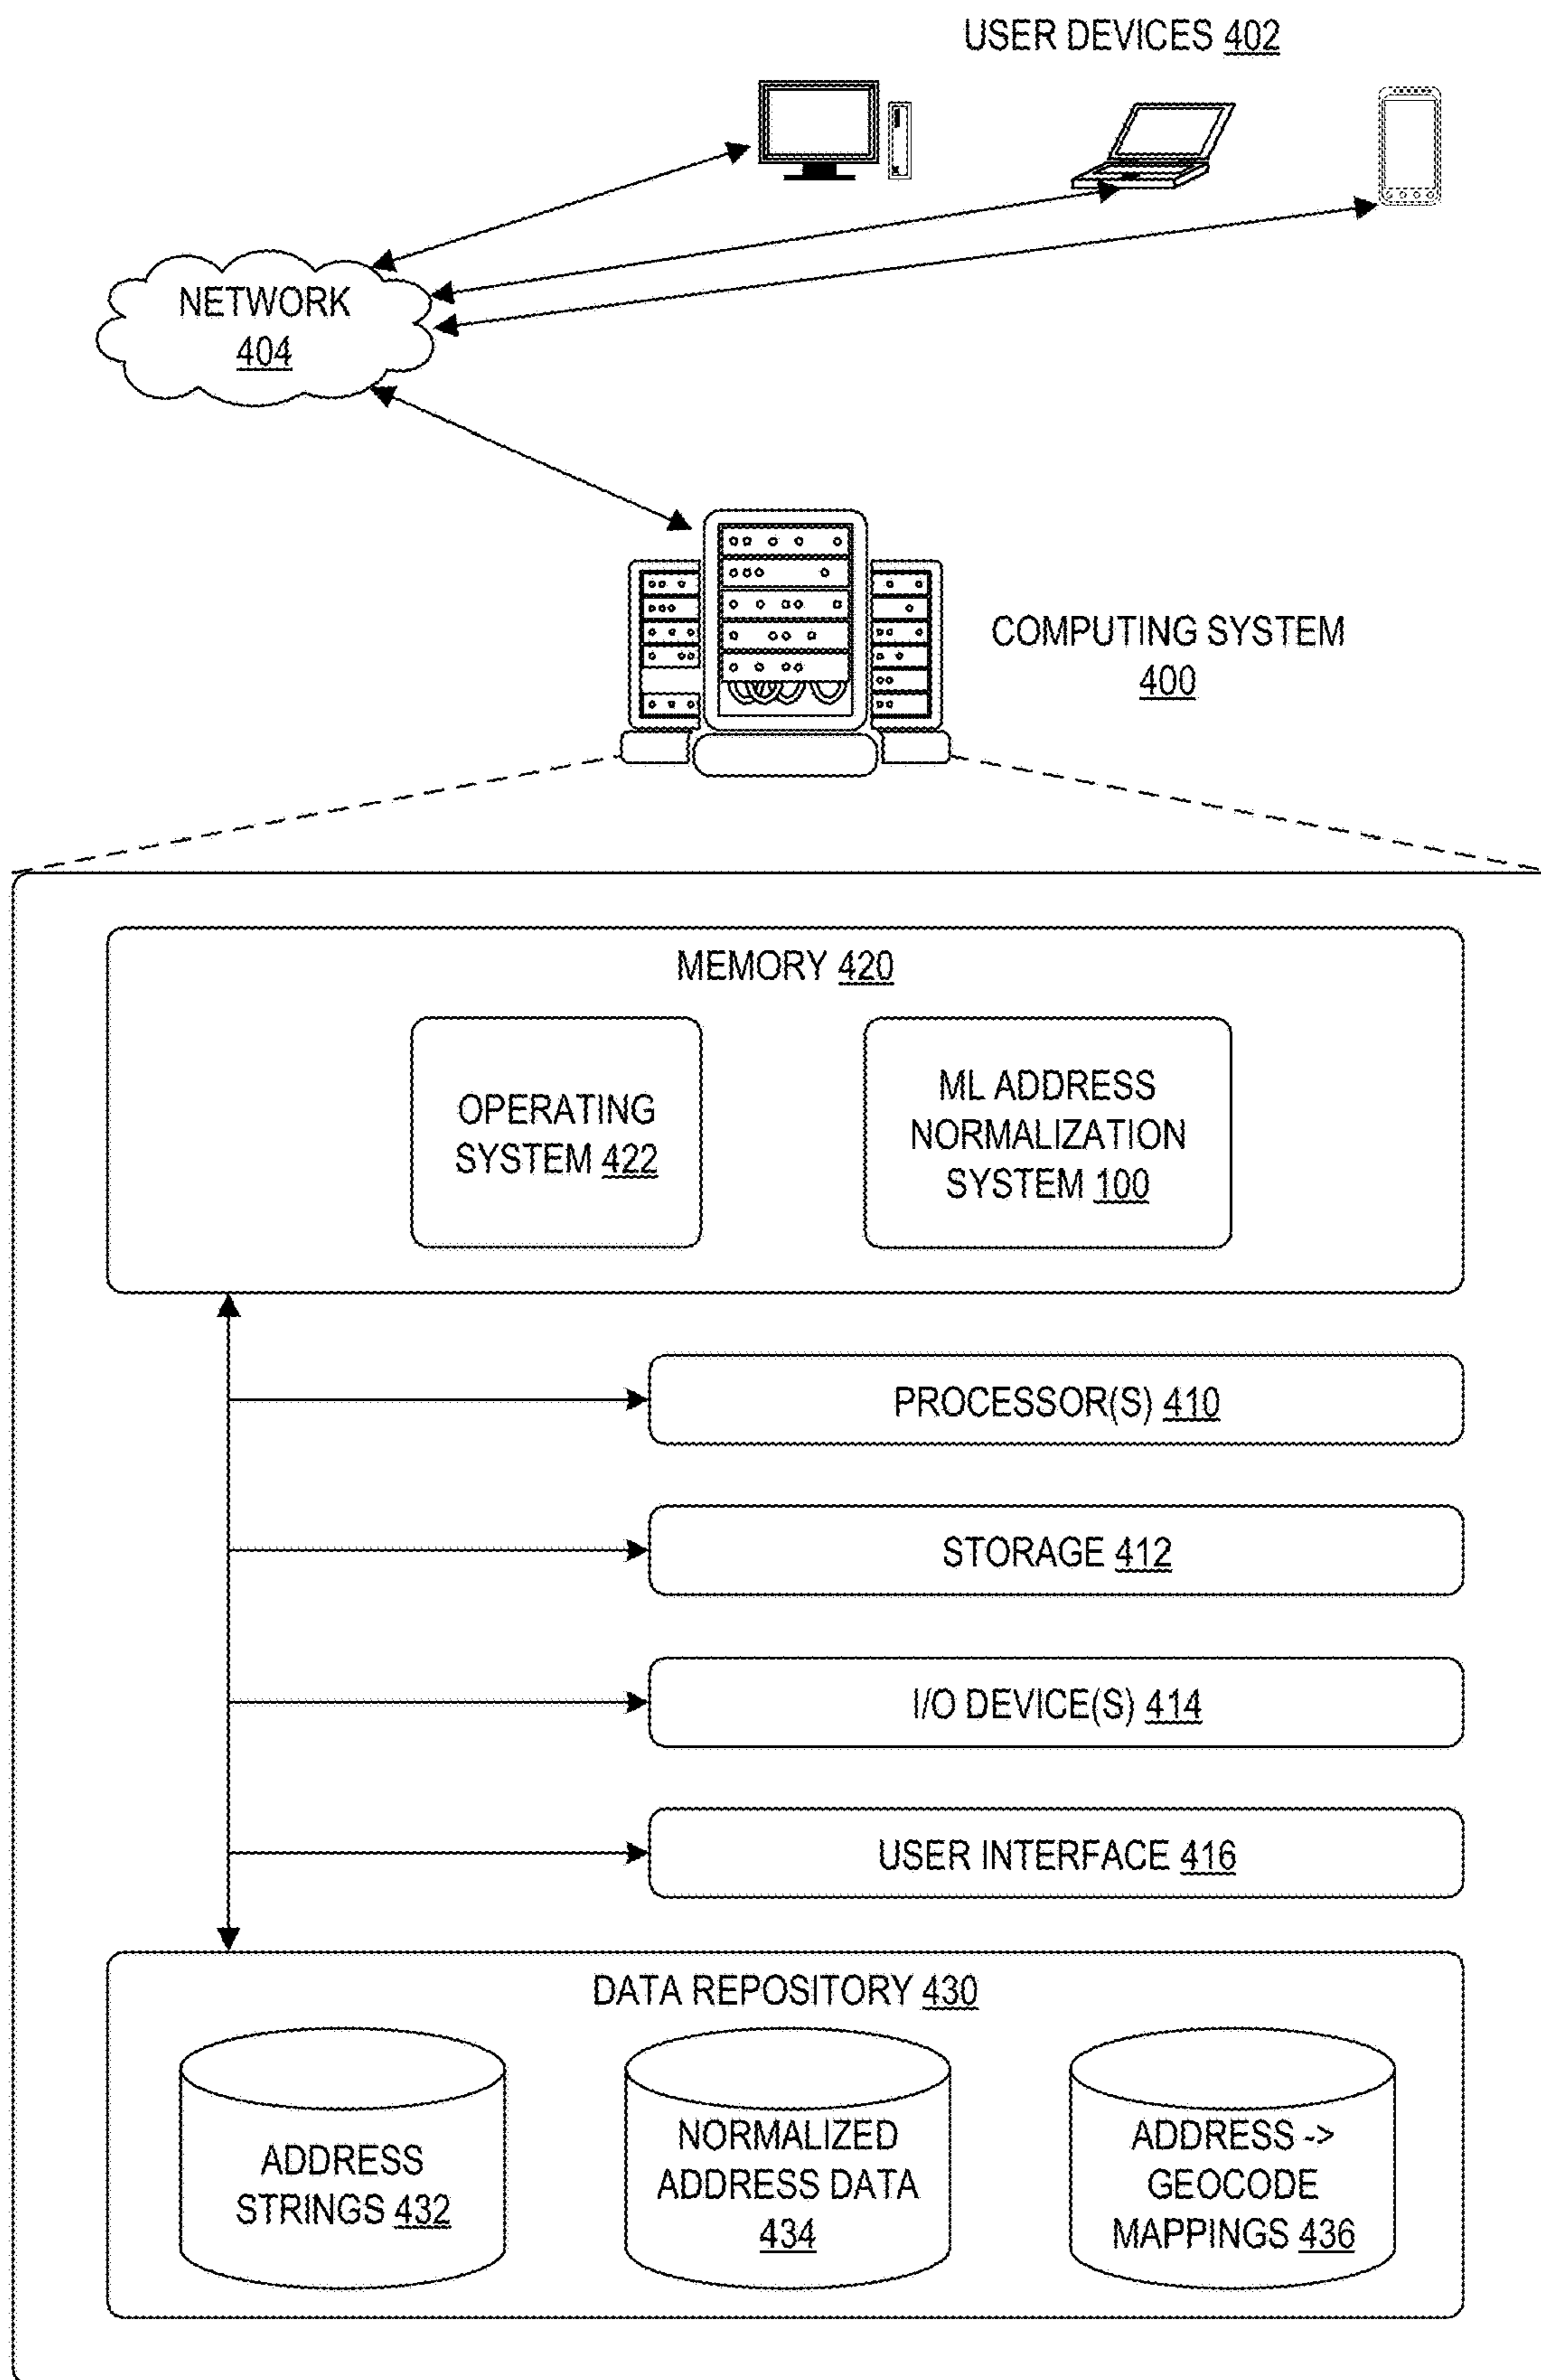 USER DEVICES 402
NETWORK
404
COMPUTING SYSTEM
400
MEMORY 420
OPERATING
SYSTEM 422
ML ADDRESS
NORMALIZATION
SYSTEM 100
PROCESSOR(S) 410
STORAGE 412
I/O DEVICE(S) 414
USER INTERFACE 416
DATA REPOSITORY 430
ADDRESS
STRINGS 432
NORMALIZED
ADDRESS DATA
434
ADDRESS ->
GEOCODE
MAPPINGS 436